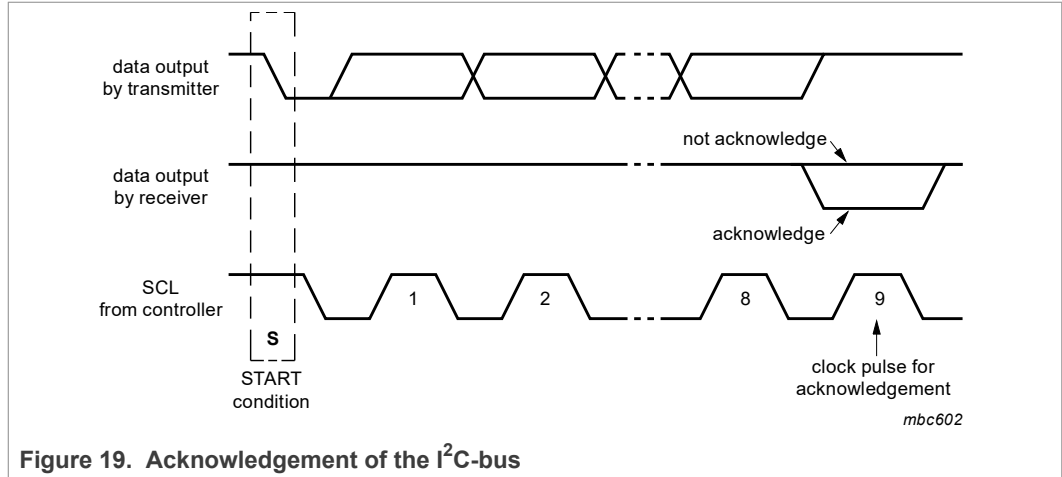 data output
by transmitter
not acknowledge
data output
by receiver
acknowledge
SCL
from controller
1
2
8
9
S
START
condition
clock pulse for
acknowledgement
mbc602
Figure 19. Acknowledgement of the I²C-bus